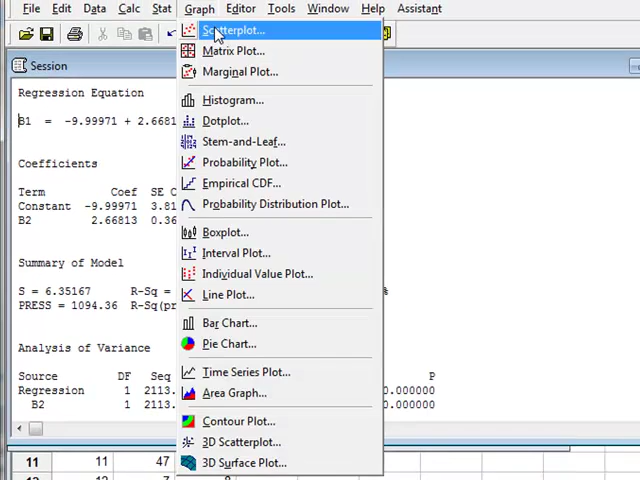 File Edit Data Calc Stat Graph Editor Tools Window Help Assistant
Scatterplot...
Matrix Plot...
Marginal Plot...
Histogram...
Dotplot...
Stem-and-Leaf...
Probability Plot...
Empirical CDF...
Probability Distribution Plot...
Boxplot...
Interval Plot...
Individual Value Plot...
Line Plot...
Bar Chart...
Pie Chart...
Time Series Plot...
Area Graph...
Contour Plot...
3D Scatterplot...
3D Surface Plot...
Session
Regression Equation
B1 = -9.99971 + 2.6681
Coefficients
Term Coef SE C
Constant -9.99971 3.81
B2 2.66813 0.36
Summary of Model
S = 6.35167 R-Sq = %
PRESS = 1094.36 R-Sq(pr
Analysis of Variance
Source DF Seq P
Regression 1 2113. 0.000000
B2 1 2113. 0.000000
11 11 47